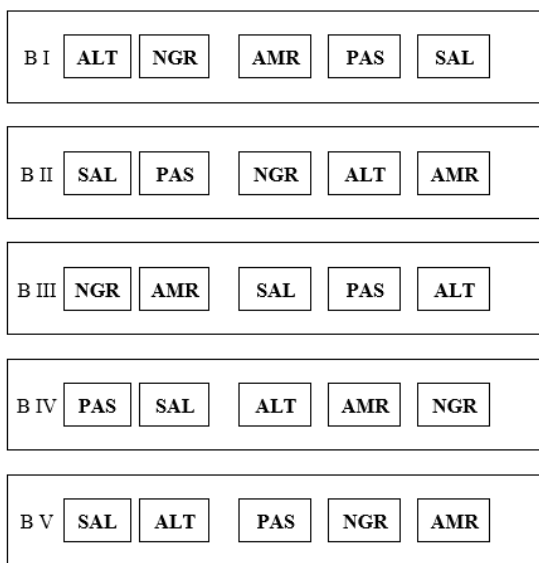 B I ALT NGR AMR PAS SAL
B II SAL PAS NGR ALT AMR
B III NGR AMR SAL PAS ALT
B IV PAS SAL ALT AMR NGR
B V SAL ALT PAS NGR AMR